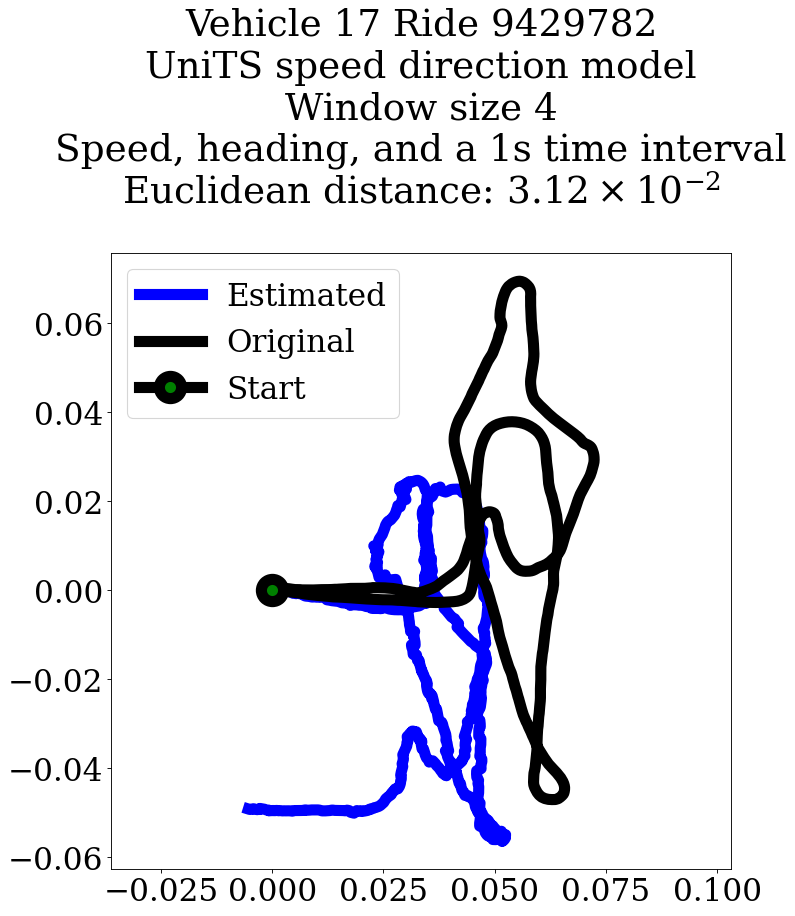 Vehicle 17 Ride 9429782
UniTS speed direction model
Window size 4
Speed, heading, and a 1s time interval
Euclidean distance: 3.12 × 10⁻²
Estimated
Original
Start
0.06
0.04
0.02
0.00
−0.02
−0.04
−0.06
−0.025 0.000 0.025 0.050 0.075 0.100